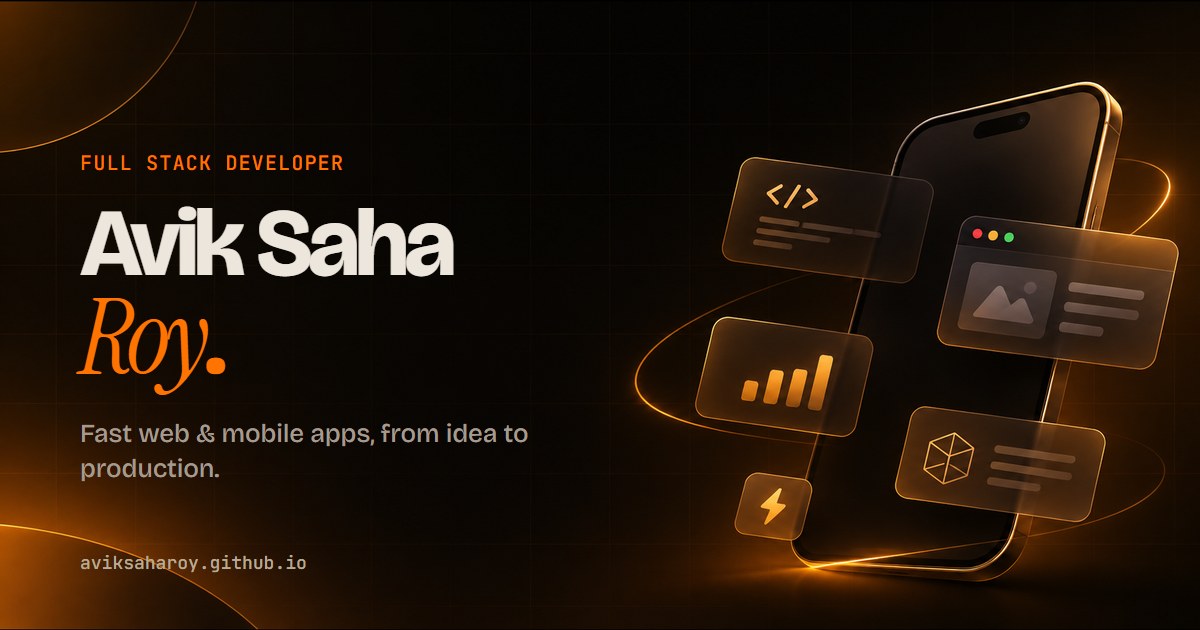 FULL STACK DEVELOPER
Avik Saha
Roy.
Fast web & mobile apps, from idea to
production.
aviksaharoy.github.io
</>